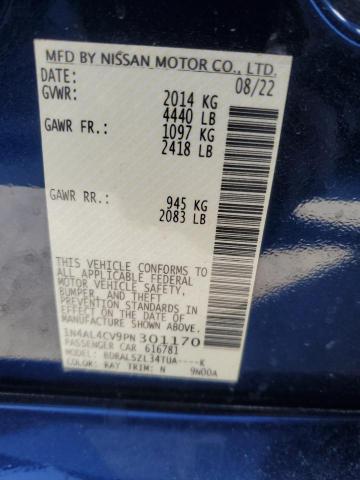 MFD BY NISSAN MOTOR CO., LTD.
DATE: 08/22
GVWR: 2014 KG
4440 LB
GAWR FR: 1097 KG
2418 LB
GAWR RR: 945 KG
2083 LB
THIS VEHICLE CONFORMS TO
ALL APPLICABLE FEDERAL
MOTOR VEHICLE SAFETY,
BUMPER, AND THEFT
PREVENTION STANDARDS IN
EFFECT ON THE DATE OF
MANUFACTURE SHOWN ABOVE.
1N4AL4CV9PN301170
PASSENGER CAR 616781
MODEL: BDRALSZL34TUA----K
COLOR: RAY TRIM: N 9N00A